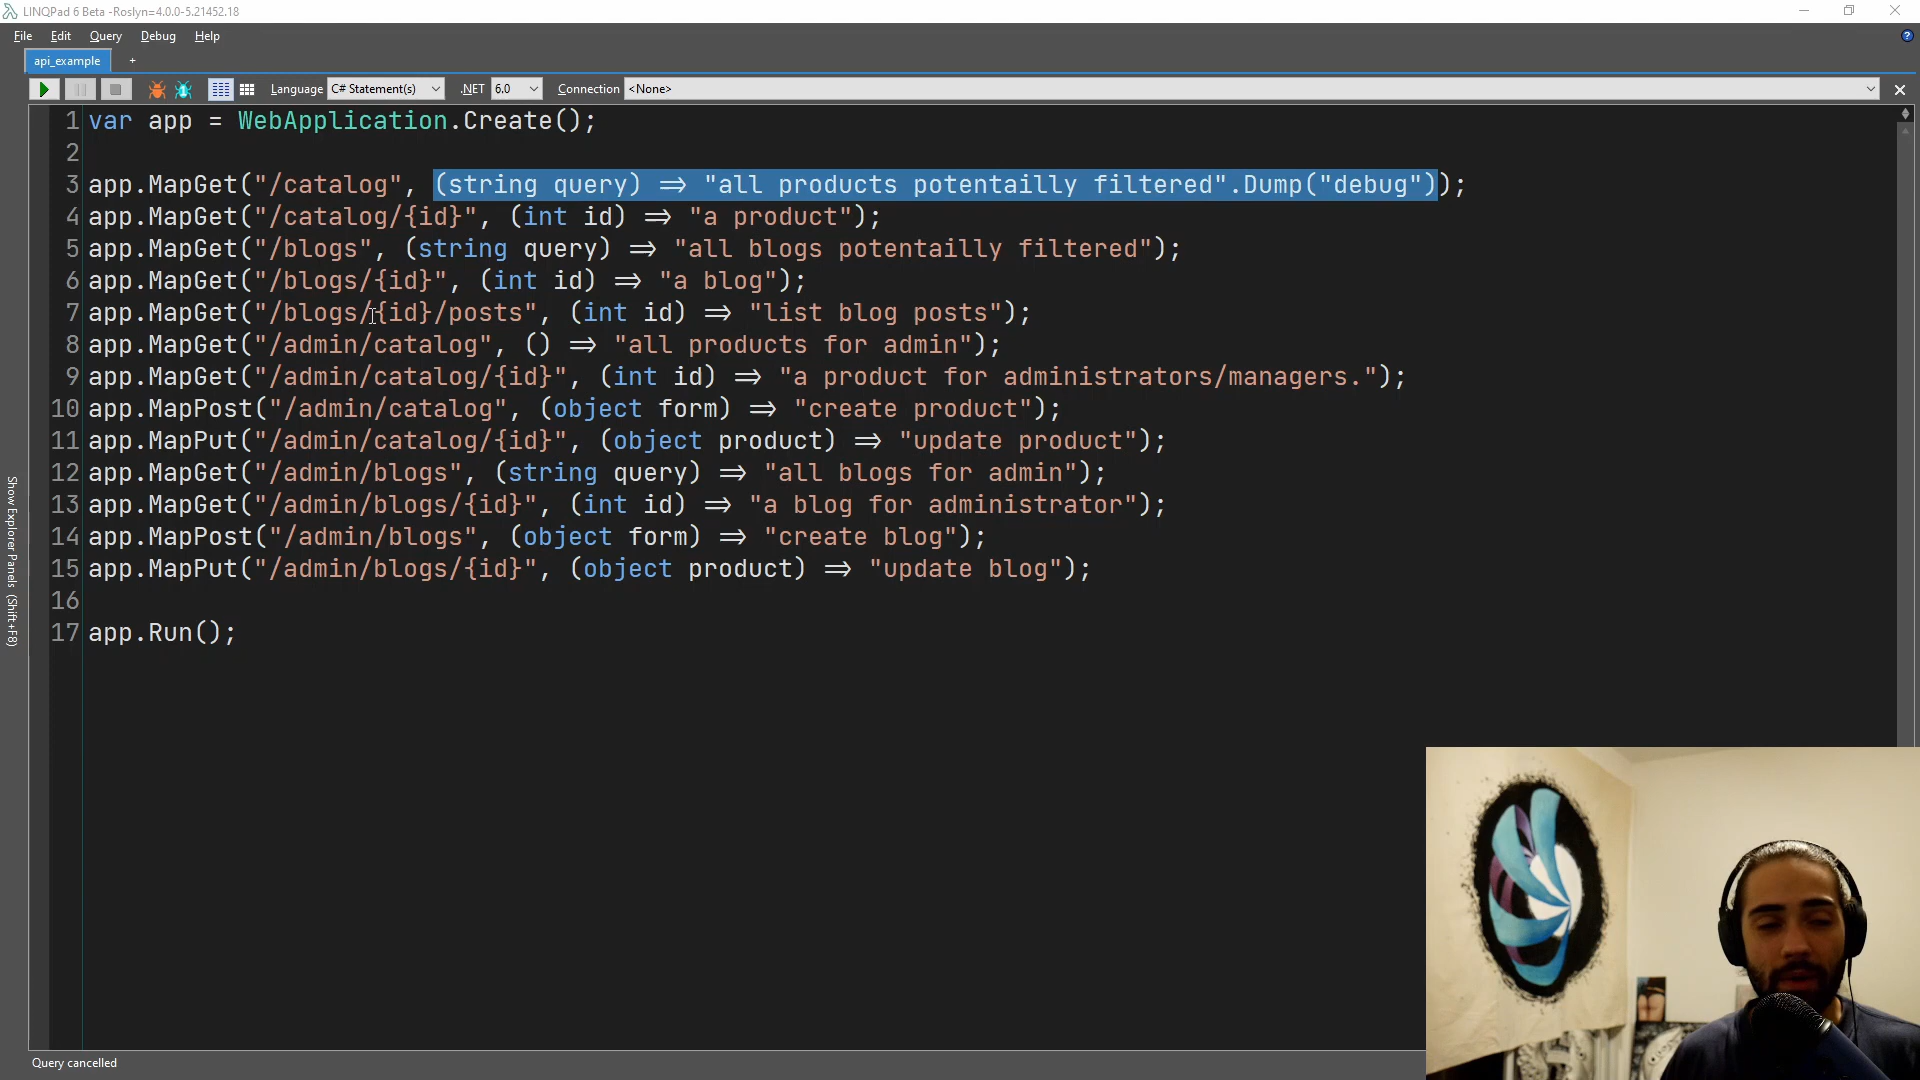 LINQPad 6 Beta -Roslyn=4.0.0-5.21452.18
File Edit Query Debug Help
api_example +
Language C# Statement(s) .NET 6.0 Connection <None>
1 var app = WebApplication.Create();
2
3 app.MapGet("/catalog", (string query) => "all products potentailly filtered".Dump("debug"));
4 app.MapGet("/catalog/{id}", (int id) => "a product");
5 app.MapGet("/blogs", (string query) => "all blogs potentailly filtered");
6 app.MapGet("/blogs/{id}", (int id) => "a blog");
7 app.MapGet("/blogs/{id}/posts", (int id) => "list blog posts");
8 app.MapGet("/admin/catalog", () => "all products for admin");
9 app.MapGet("/admin/catalog/{id}", (int id) => "a product for administrators/managers.");
10 app.MapPost("/admin/catalog", (object form) => "create product");
11 app.MapPut("/admin/catalog/{id}", (object product) => "update product");
12 app.MapGet("/admin/blogs", (string query) => "all blogs for admin");
13 app.MapGet("/admin/blogs/{id}", (int id) => "a blog for administrator");
14 app.MapPost("/admin/blogs", (object form) => "create blog");
15 app.MapPut("/admin/blogs/{id}", (object product) => "update blog");
16
17 app.Run();
Show Explorer Panels (Shift+F8)
Query cancelled